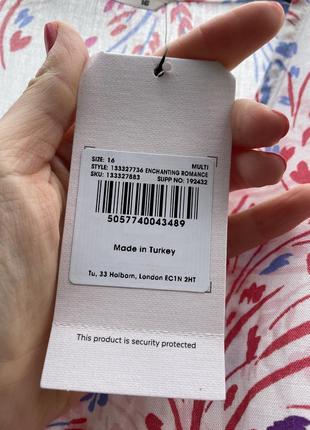 SIZE: 16 MULTI
STYLE: 133327736 ENCHANTING ROMANCE
SKU: 133327883 SUPP NO: 192432
5057740043489
Made in Turkey
Tu, 33 Holborn, London EC1N 2HT
This product is security protected